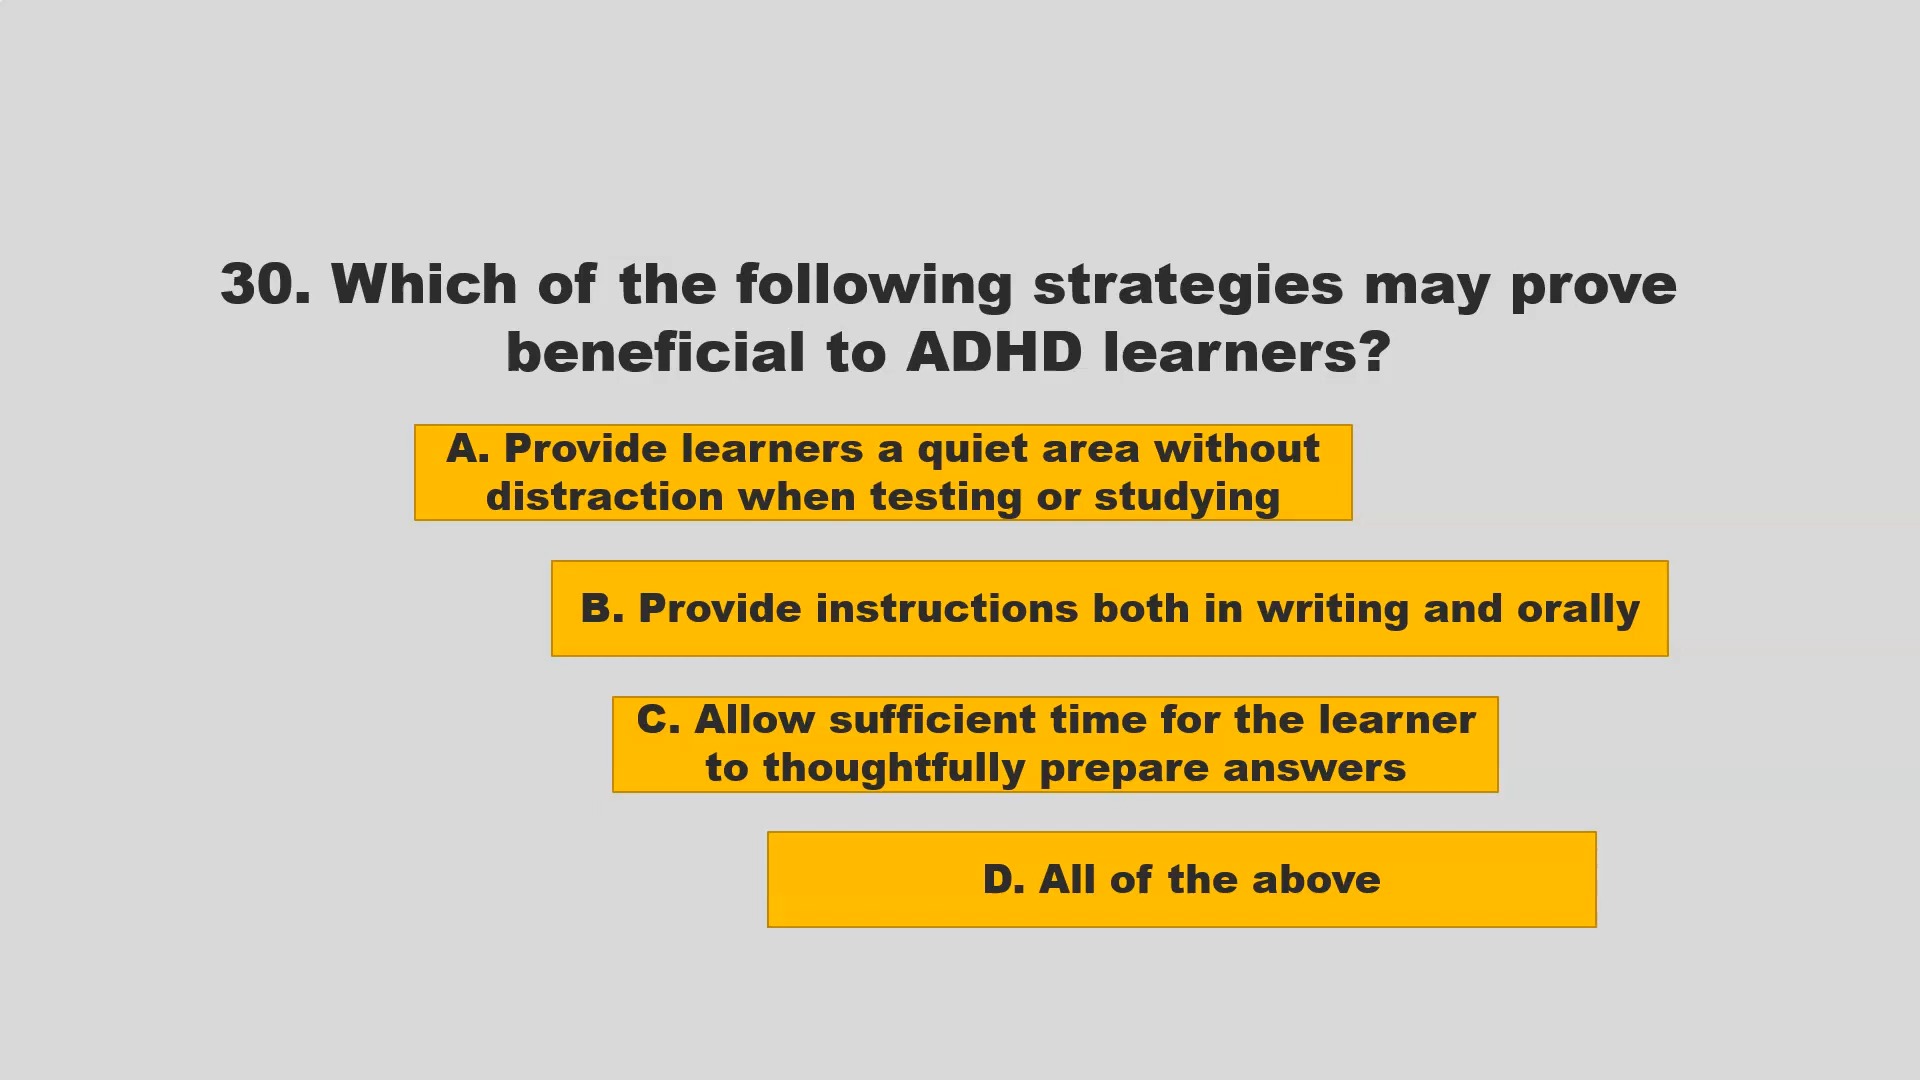 30. Which of the following strategies may prove
beneficial to ADHD learners?
A. Provide learners a quiet area without
distraction when testing or studying
B. Provide instructions both in writing and orally
C. Allow sufficient time for the learner
to thoughtfully prepare answers
D. All of the above